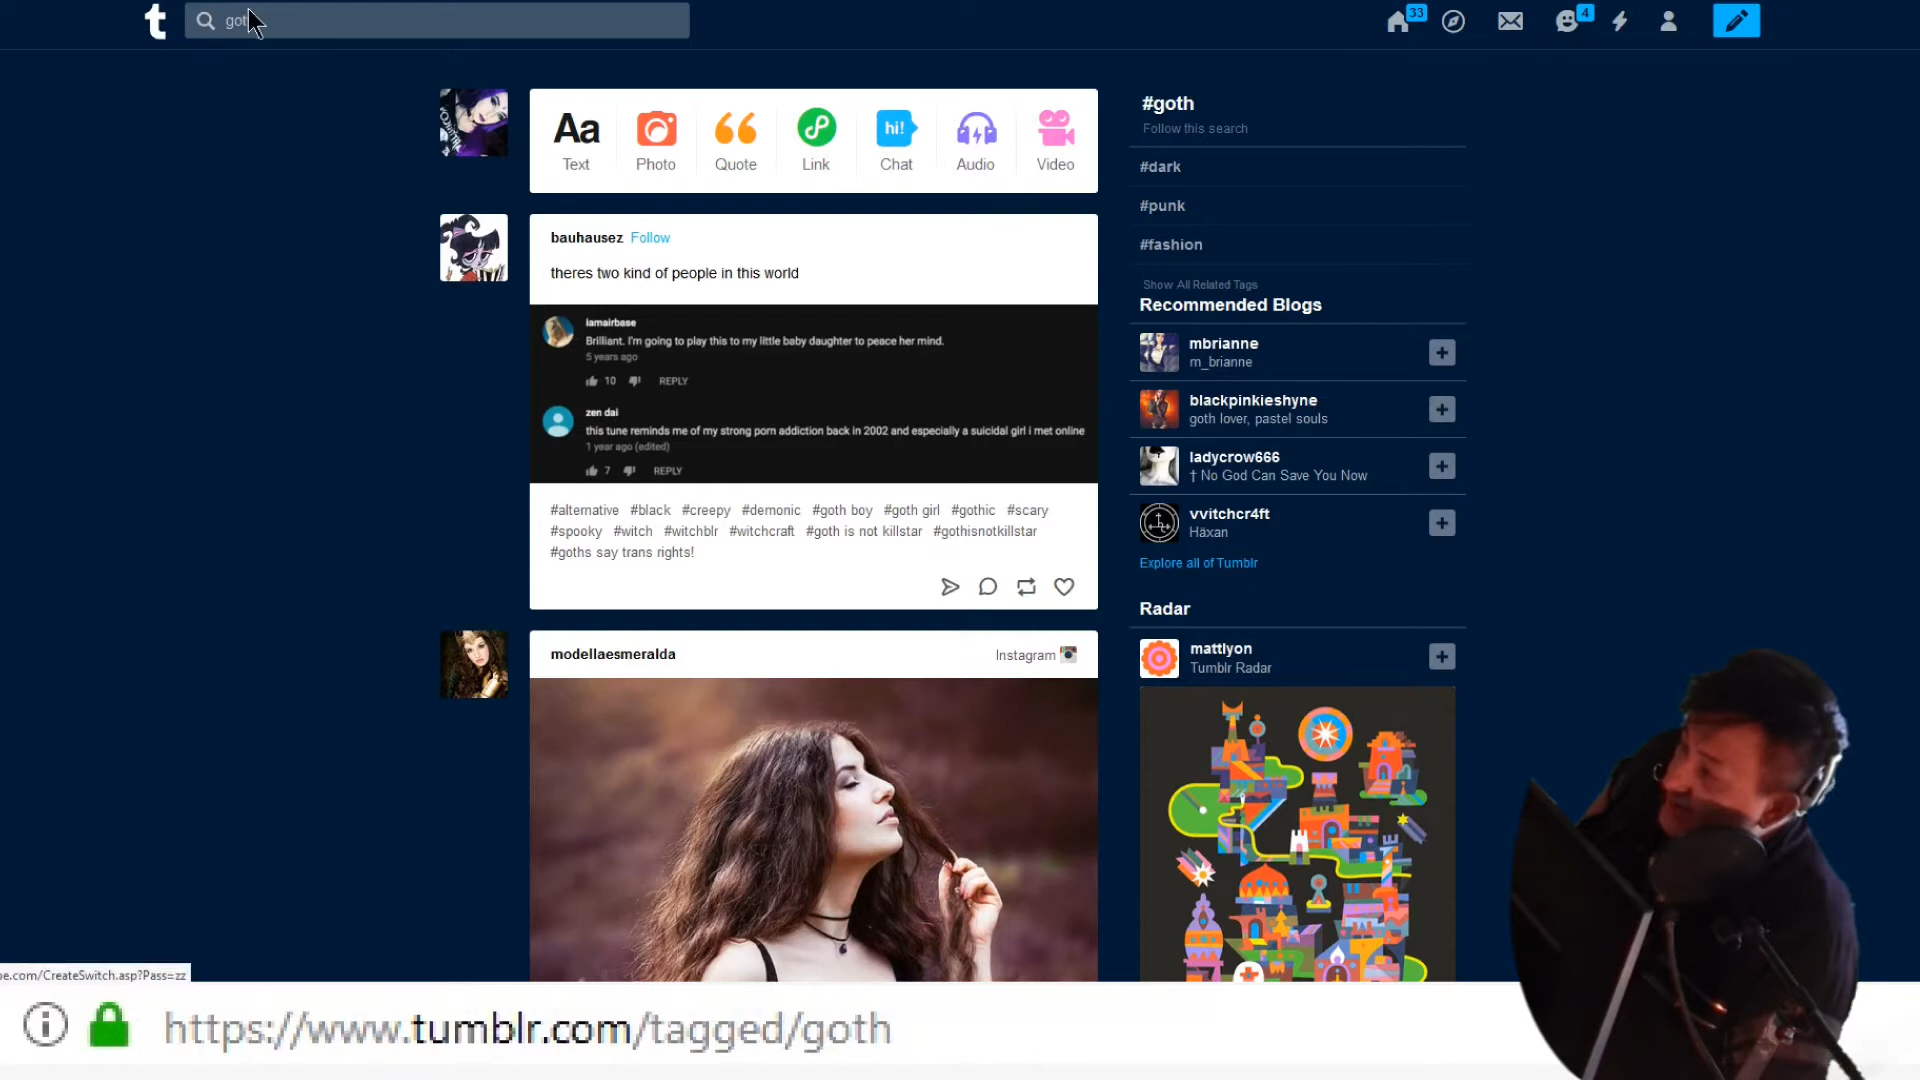 t
got
33
4
Aa
hi!
Text
Photo
Quote
Link
Chat
Audio
Video
bauhausez Follow
theres two kind of people in this world
iamairbase
Brilliant. I'm going to play this to my little baby daughter to peace her mind.
5 years ago
10 REPLY
zen dai
this tune reminds me of my strong porn addiction back in 2002 and especially a suicidal girl i met online
1 year ago (edited)
7 REPLY
#alternative #black #creepy #demonic #goth boy #goth girl #gothic #scary
#spooky #witch #witchblr #witchcraft #goth is not killstar #gothisnotkillstar
#goths say trans rights!
modellaesmeralda
Instagram
#goth
Follow this search
#dark
#punk
#fashion
Show All Related Tags
Recommended Blogs
mbrianne
m_brianne
blackpinkieshyne
goth lover, pastel souls
ladycrow666
† No God Can Save You Now
vvitchcr4ft
Häxan
Explore all of Tumblr
Radar
mattlyon
Tumblr Radar
be.com/CreateSwitch.asp?Pass=zz
https://www.tumblr.com/tagged/goth